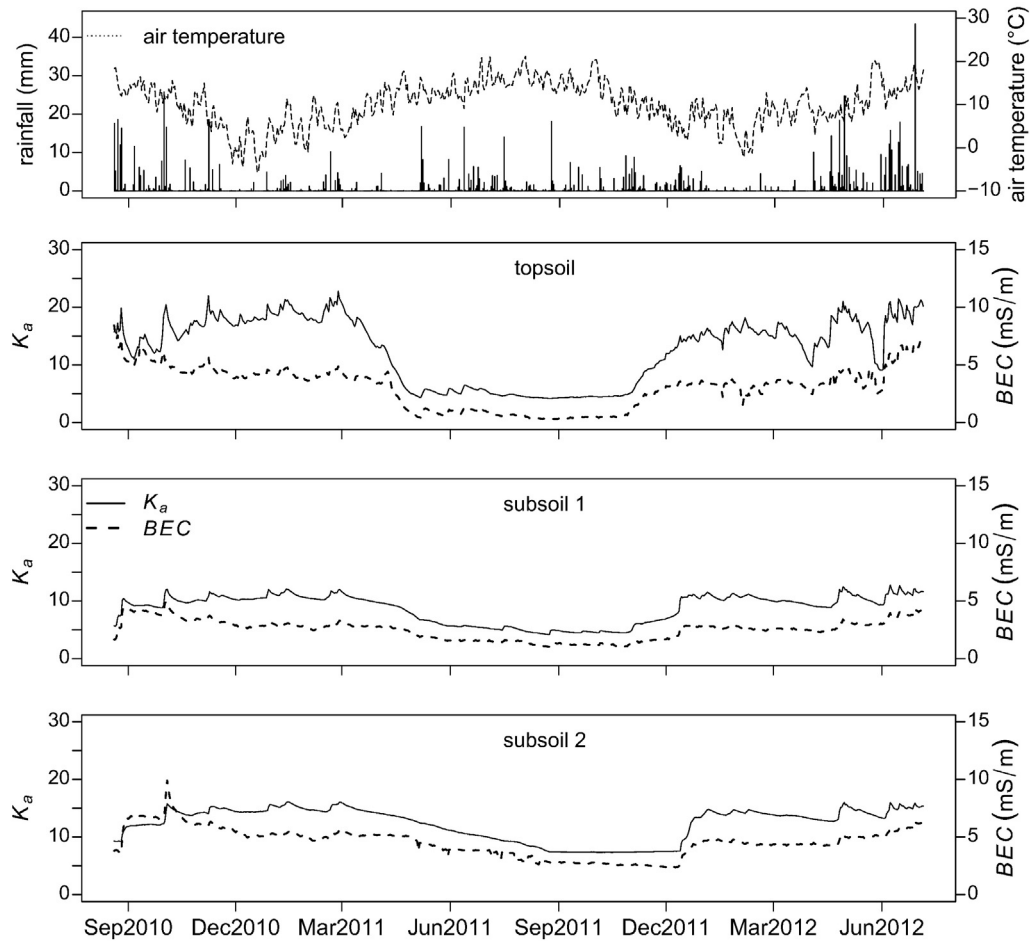 rainfall (mm)
0
10
20
30
40
air temperature
−10
0
10
20
30
air temperature (°C)
topsoil
Ka
0
10
20
30
0
5
10
15
BEC (mS/m)
subsoil 1
Ka
BEC
Ka
0
10
20
30
0
5
10
15
BEC (mS/m)
subsoil 2
Ka
0
10
20
30
0
5
10
15
BEC (mS/m)
Sep2010 Dec2010 Mar2011 Jun2011 Sep2011 Dec2011 Mar2012 Jun2012